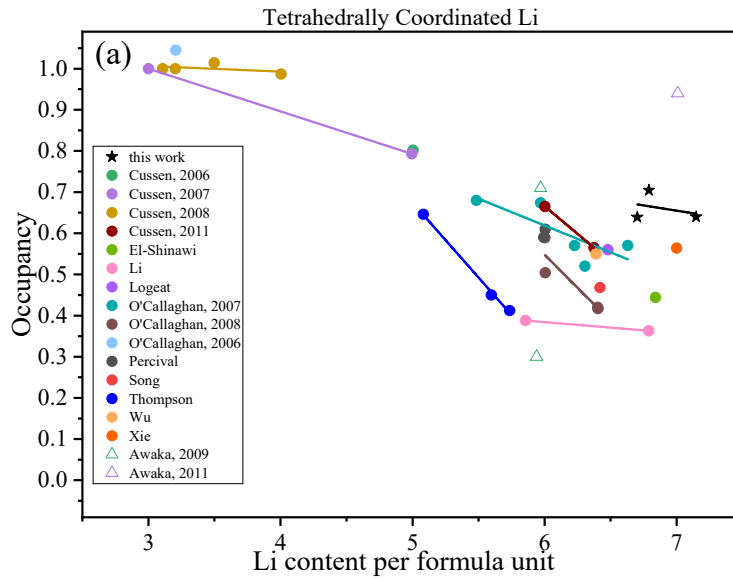 Tetrahedrally Coordinated Li
(a)
1.0
0.9
0.8
0.7
0.6
0.5
0.4
0.3
0.2
0.1
0.0
Occupancy
this work
Cussen, 2006
Cussen, 2007
Cussen, 2008
Cussen, 2011
El-Shinawi
Li
Logeat
O'Callaghan, 2007
O'Callaghan, 2008
O'Callaghan, 2006
Percival
Song
Thompson
Wu
Xie
Awaka, 2009
Awaka, 2011
3 4 5 6 7
Li content per formula unit